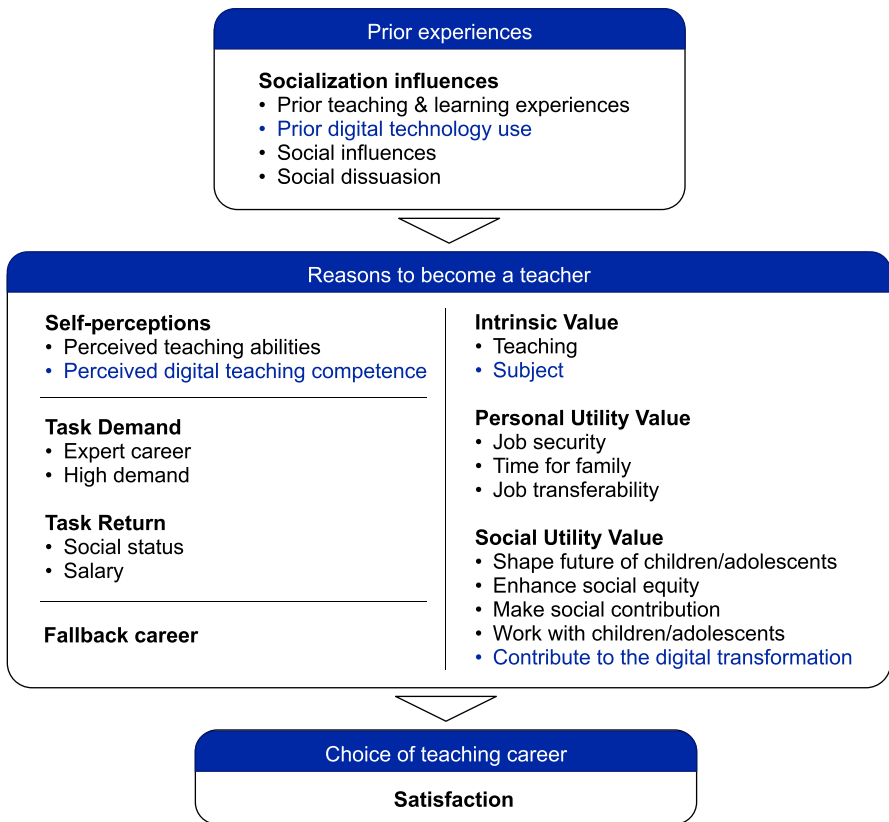 Prior experiences
Socialization influences
• Prior teaching & learning experiences
• Prior digital technology use
• Social influences
• Social dissuasion
Reasons to become a teacher
Self-perceptions
• Perceived teaching abilities
• Perceived digital teaching competence
Task Demand
• Expert career
• High demand
Task Return
• Social status
• Salary
Fallback career
Intrinsic Value
• Teaching
• Subject
Personal Utility Value
• Job security
• Time for family
• Job transferability
Social Utility Value
• Shape future of children/adolescents
• Enhance social equity
• Make social contribution
• Work with children/adolescents
• Contribute to the digital transformation
Choice of teaching career
Satisfaction